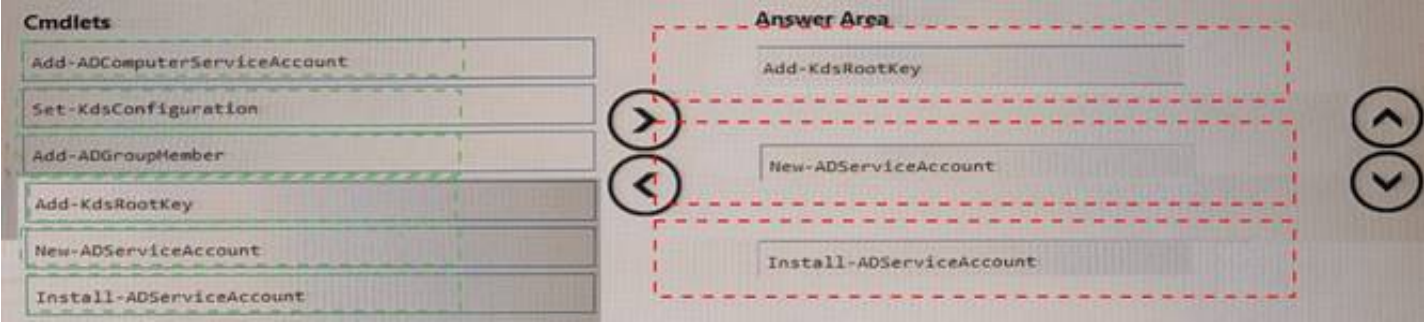 Cmdlets
Add-ADComputerServiceAccount
Set-KdsConfiguration
Add-ADGroupMember
Add-KdsRootKey
New-ADServiceAccount
Install-ADServiceAccount
Answer Area
Add-KdsRootKey
New-ADServiceAccount
Install-ADServiceAccount